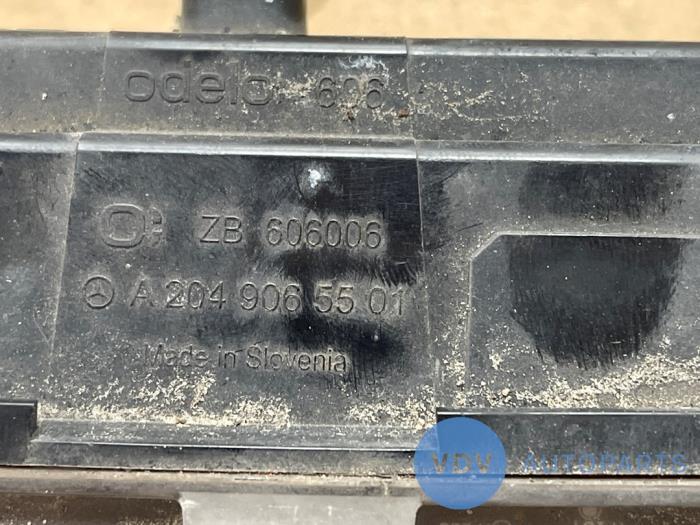 odelo 606
ZB 606006
A 204 906 55 01
Made in Slovenia
VDV AUTOPARTS